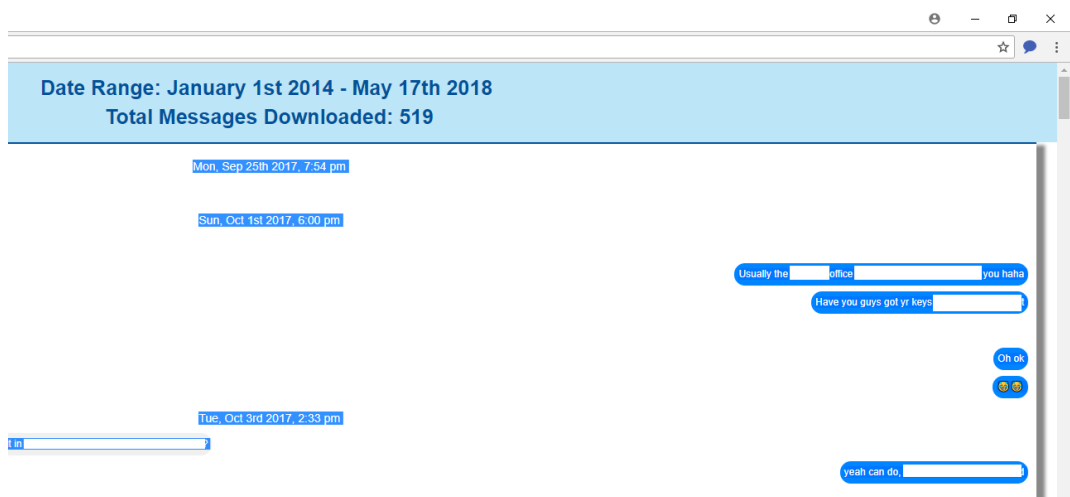 Date Range: January 1st 2014 - May 17th 2018
Total Messages Downloaded: 519
Mon, Sep 25th 2017, 7:54 pm
Sun, Oct 1st 2017, 6:00 pm
Usually the office you haha
Have you guys got yr keys
Oh ok
Tue, Oct 3rd 2017, 2:33 pm
t in ?
yeah can do,